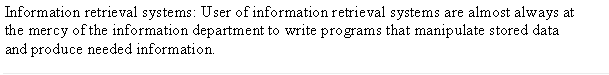 Information retrieval systems: User of information retrieval systems are almost always at
the mercy of the information department to write programs that manipulate stored data
and produce needed information.